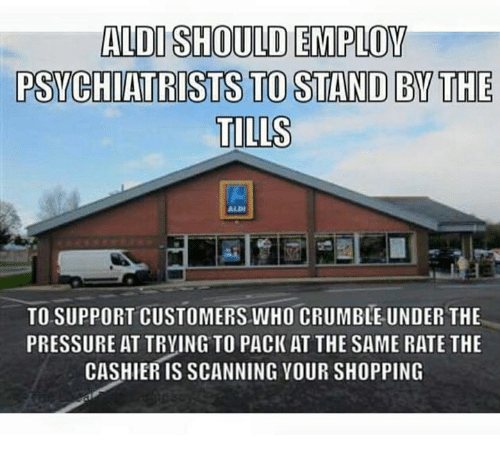 ALDI SHOULD EMPLOY
PSYCHIATRISTS TO STAND BY THE
TILLS
ALDI
TO SUPPORT CUSTOMERS WHO CRUMBLE UNDER THE
PRESSURE AT TRYING TO PACK AT THE SAME RATE THE
CASHIER IS SCANNING YOUR SHOPPING